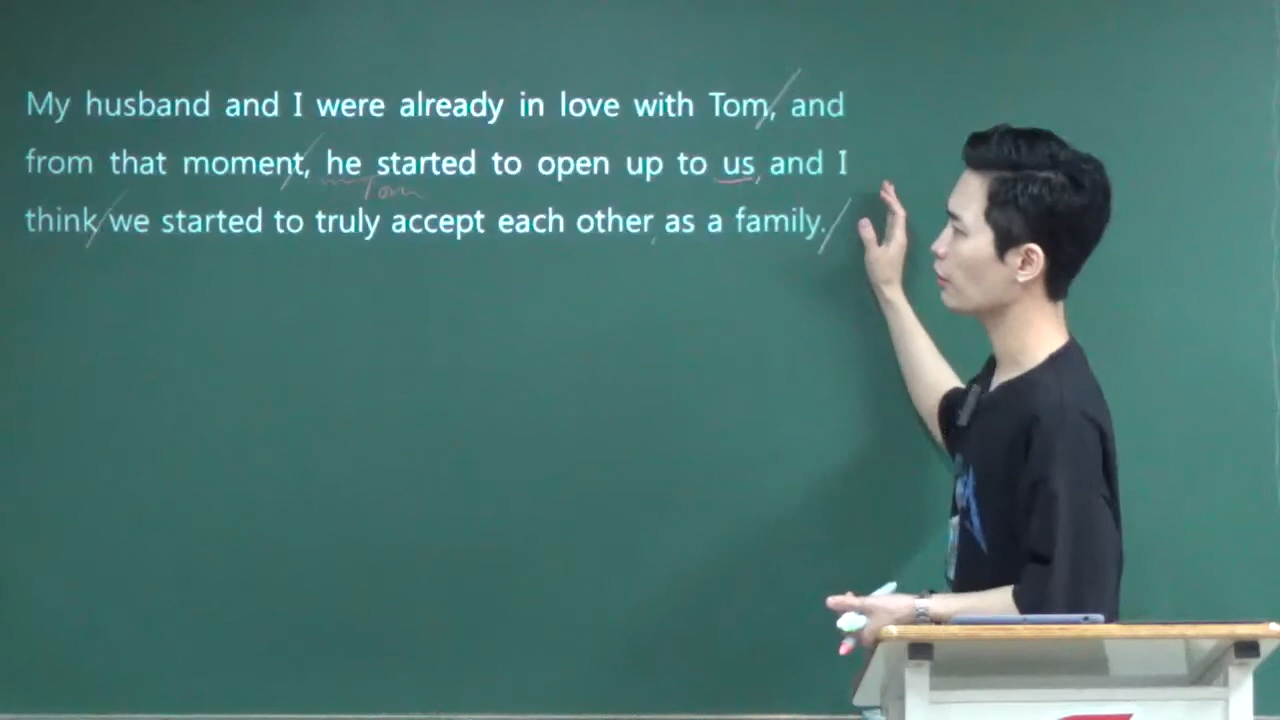 My husband and I were already in love with Tom, and
from that moment, he started to open up to us, and I
Tom
think we started to truly accept each other as a family.